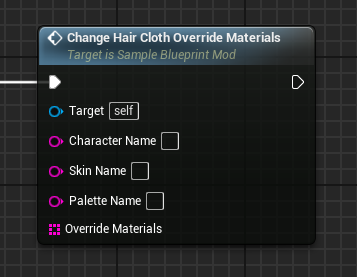 Change Hair Cloth Override Materials
Target is Sample Blueprint Mod
Target self
Character Name
Skin Name
Palette Name
Override Materials